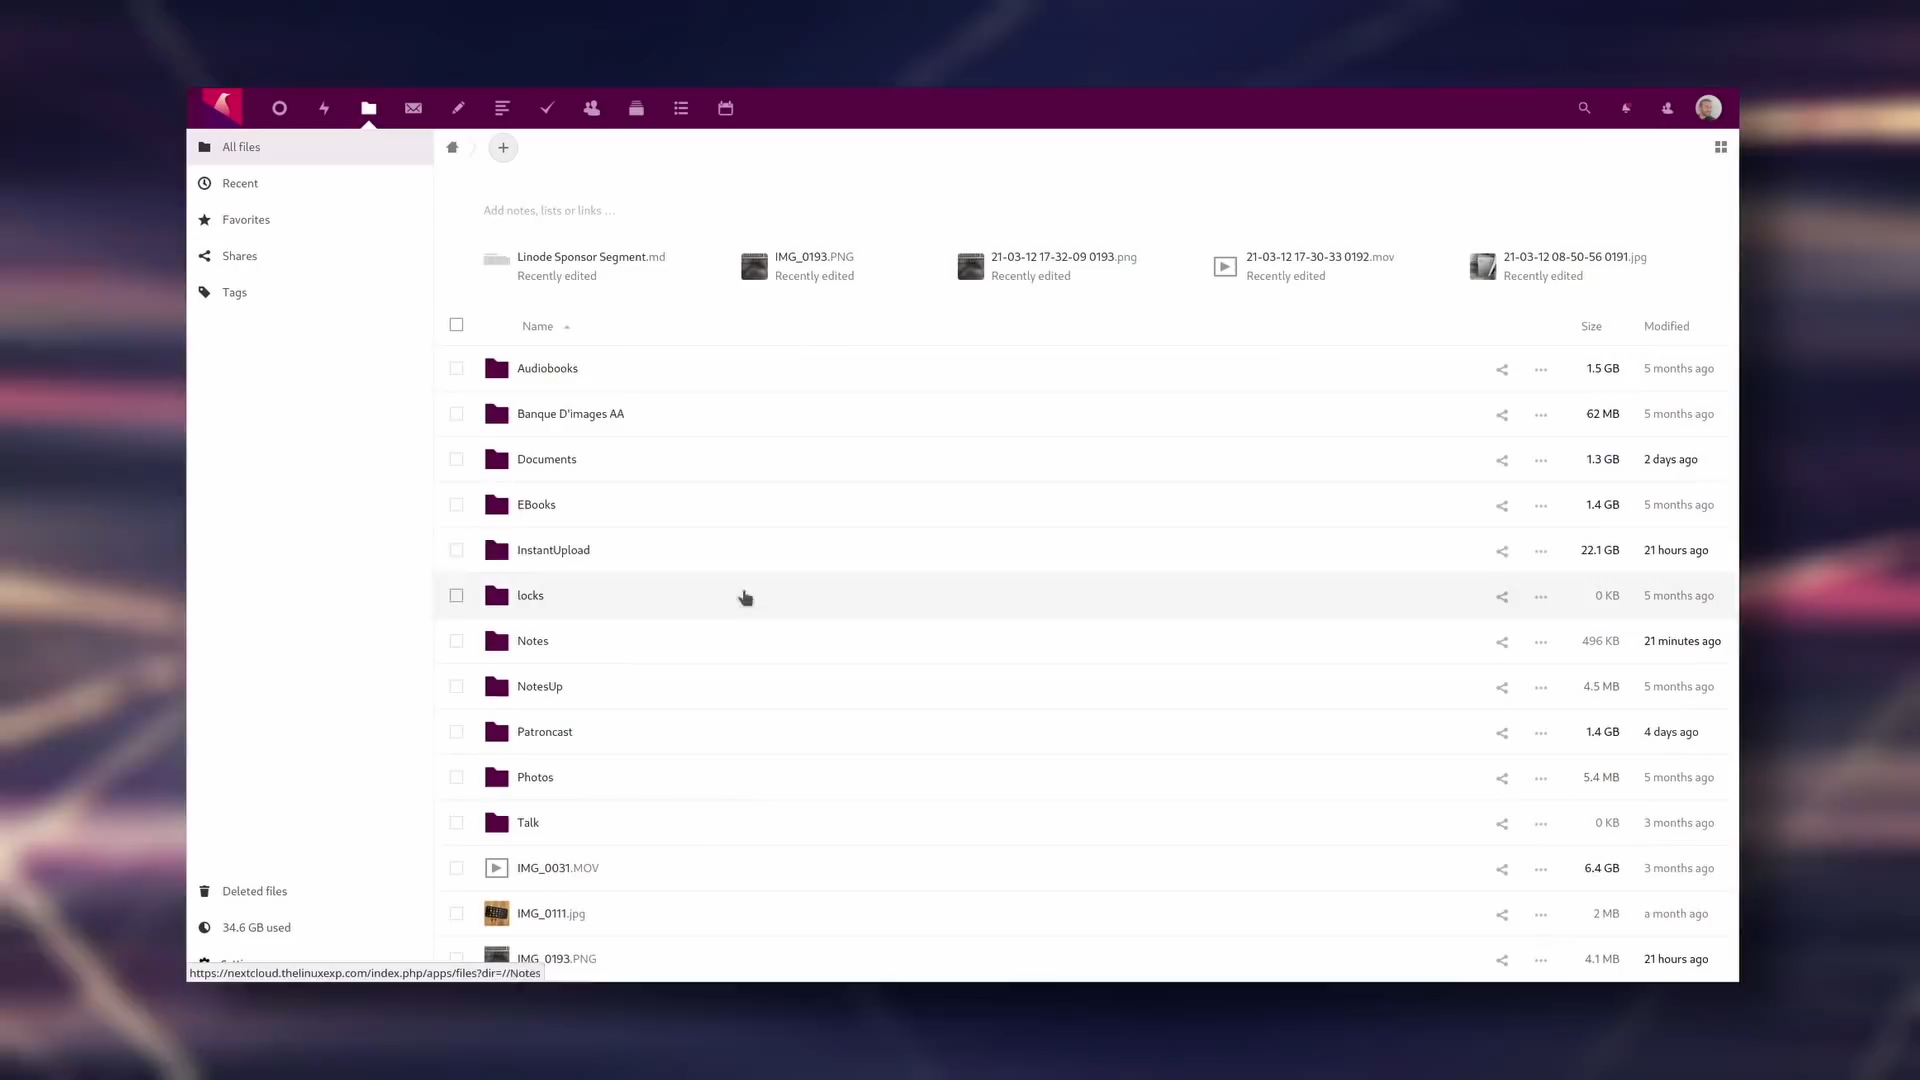 All files
Recent
Favorites
Shares
Tags
Add notes, lists or links ...
Linode Sponsor Segment.md
Recently edited
IMG_0193.PNG
Recently edited
21-03-12 17-32-09 0193.png
Recently edited
21-03-12 17-30-33 0192.mov
Recently edited
21-03-12 08-50-56 0191.jpg
Recently edited
Name Size Modified
Audiobooks 1.5 GB 5 months ago
Banque D'images AA 62 MB 5 months ago
Documents 1.3 GB 2 days ago
EBooks 1.4 GB 5 months ago
InstantUpload 22.1 GB 21 hours ago
locks 0 KB 5 months ago
Notes 496 KB 21 minutes ago
NotesUp 4.5 MB 5 months ago
Patroncast 1.4 GB 4 days ago
Photos 5.4 MB 5 months ago
Talk 0 KB 3 months ago
IMG_0031.MOV 6.4 GB 3 months ago
IMG_0111.jpg 2 MB a month ago
IMG_0193.PNG 4.1 MB 21 hours ago
Deleted files
34.6 GB used
https://nextcloud.thelinuxexp.com/index.php/apps/files?dir=//Notes